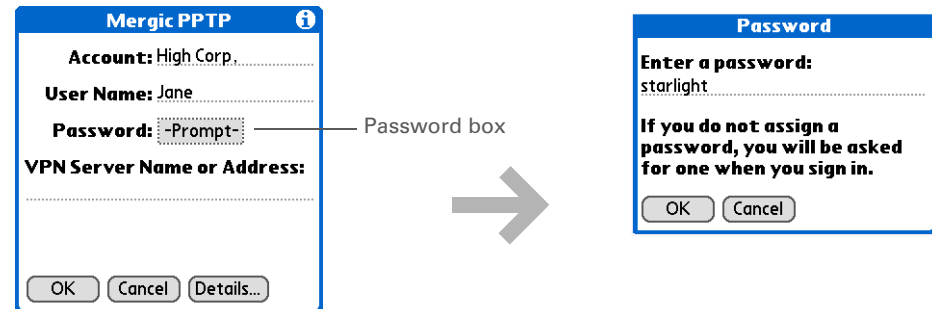 Mergic PPTP
Account: High Corp.
User Name: Jane
Password: -Prompt-
Password box
VPN Server Name or Address:
OK Cancel Details...
Password
Enter a password:
starlight
If you do not assign a
password, you will be asked
for one when you sign in.
OK Cancel